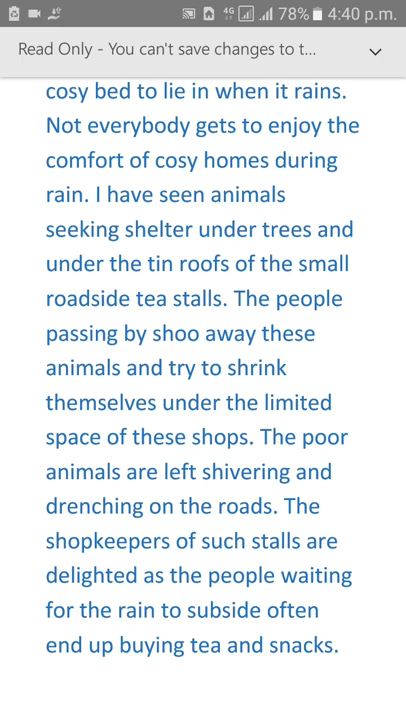 4G 78% 4:40 p.m.
Read Only - You can't save changes to t...
cosy bed to lie in when it rains.
Not everybody gets to enjoy the
comfort of cosy homes during
rain. I have seen animals
seeking shelter under trees and
under the tin roofs of the small
roadside tea stalls. The people
passing by shoo away these
animals and try to shrink
themselves under the limited
space of these shops. The poor
animals are left shivering and
drenching on the roads. The
shopkeepers of such stalls are
delighted as the people waiting
for the rain to subside often
end up buying tea and snacks.